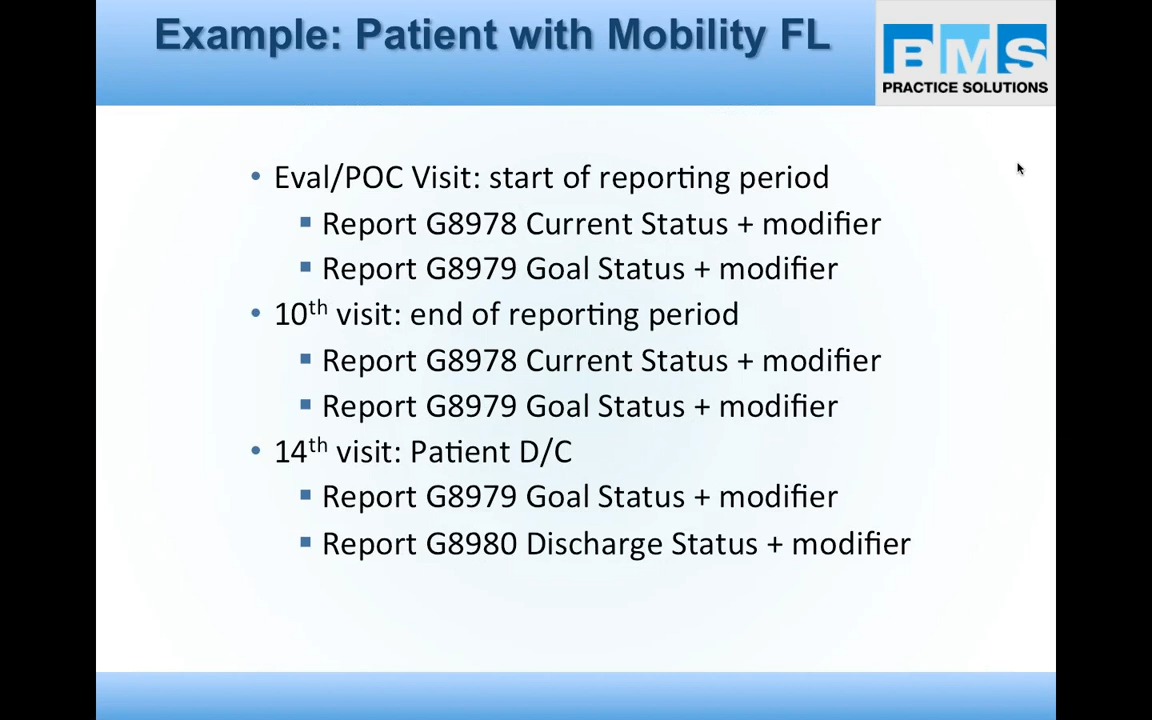 Example: Patient with Mobility FL
BMS
PRACTICE SOLUTIONS
• Eval/POC Visit: start of reporting period
▪ Report G8978 Current Status + modifier
▪ Report G8979 Goal Status + modifier
• 10th visit: end of reporting period
▪ Report G8978 Current Status + modifier
▪ Report G8979 Goal Status + modifier
• 14th visit: Patient D/C
▪ Report G8979 Goal Status + modifier
▪ Report G8980 Discharge Status + modifier